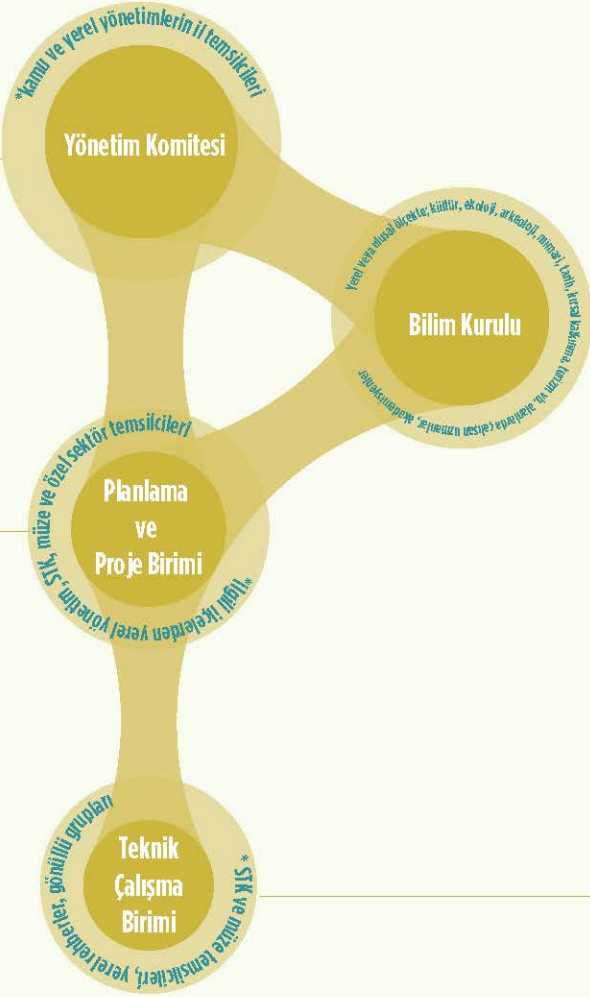 *kamu ve yerel yönetimlerin il temsilcileri
Yönetim Komitesi
Yerel veya ulusal ölçekte; kültür, ekoloji, arkeoloji, mimari, tarih, kırsal kalkınma, turizm vb. alanlarda çalışan uzmanlar, akademisyenler
Bilim Kurulu
*ilgili ilçelerden yerel yönetim, STK, müze ve özel sektör temsilcileri
Planlama
ve
Proje Birimi
* STK ve müze temsilcileri, yerel rehberler, gönüllü grupları
Teknik
Çalışma
Birimi